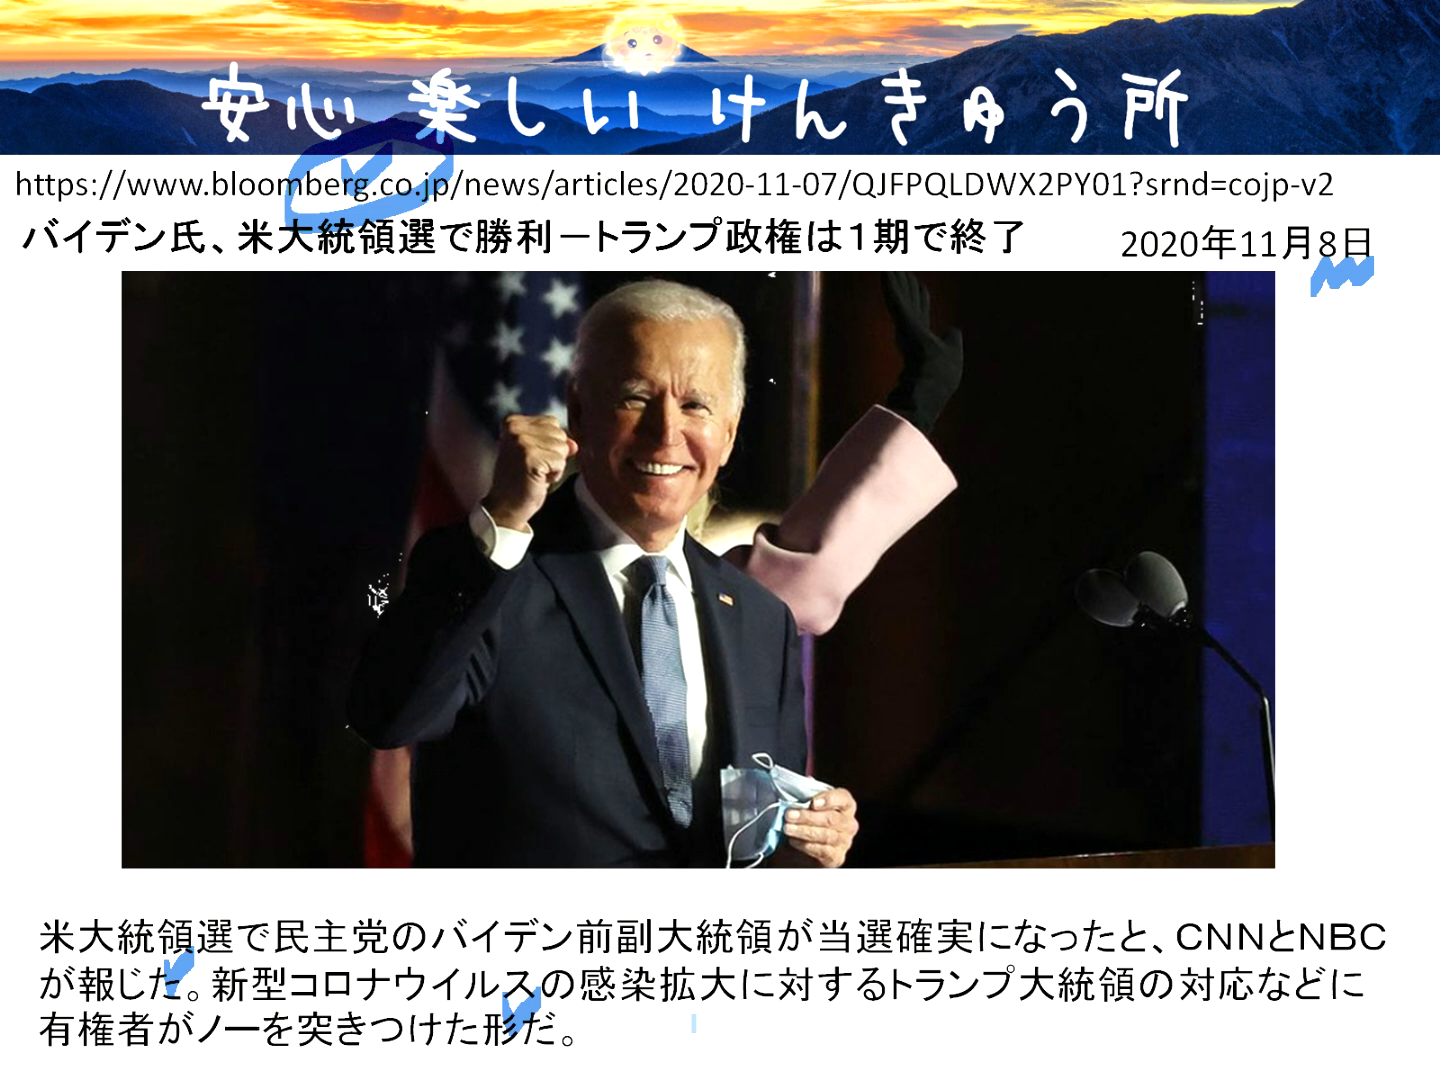 安心 楽しい けんきゅう所
https://www.bloomberg.co.jp/news/articles/2020-11-07/QJFPQLDWX2PY01?srnd=cojp-v2
バイデン氏、米大統領選で勝利－トランプ政権は１期で終了
2020年11月8日
米大統領選で民主党のバイデン前副大統領が当選確実になったと、ＣＮＮとＮＢＣ
が報じた。新型コロナウイルスの感染拡大に対するトランプ大統領の対応などに
有権者がノーを突きつけた形だ。